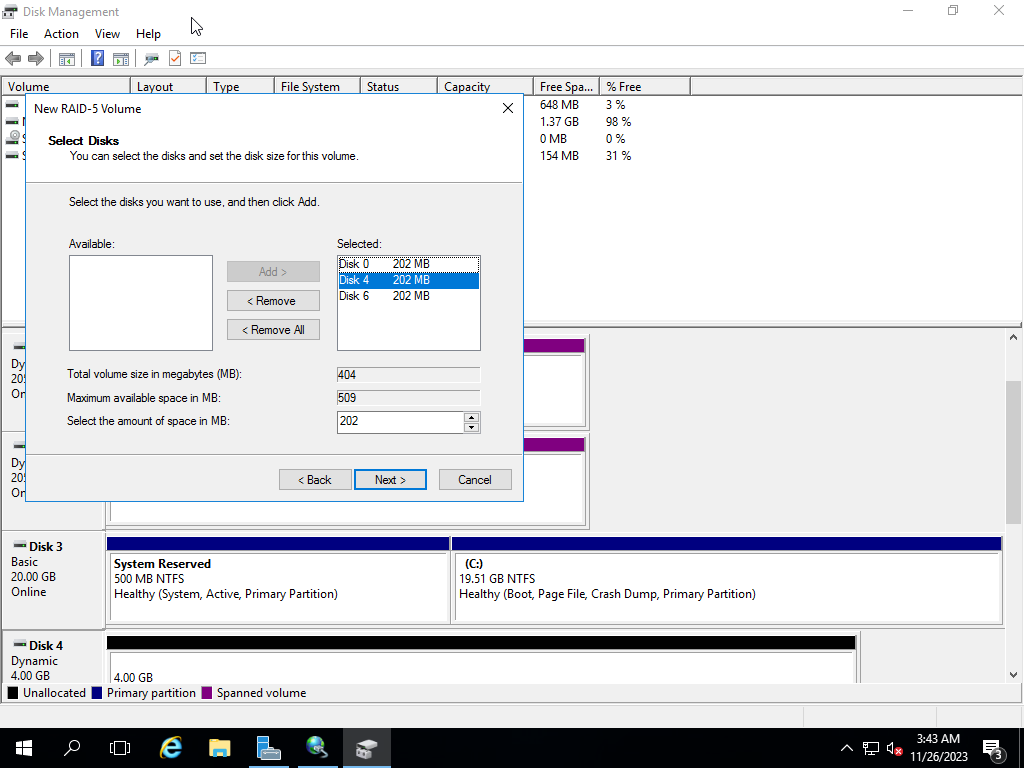 Disk Management
File Action View Help
Volume Layout Type File System Status Capacity Free Spa... % Free
648 MB 3 %
1.37 GB 98 %
0 MB 0 %
154 MB 31 %
New RAID-5 Volume
Select Disks
You can select the disks and set the disk size for this volume.
Select the disks you want to use, and then click Add.
Available:
Selected:
Add >
< Remove
< Remove All
Disk 0 202 MB
Disk 4 202 MB
Disk 6 202 MB
Total volume size in megabytes (MB): 404
Maximum available space in MB: 509
Select the amount of space in MB: 202
< Back Next > Cancel
Disk 3
Basic
20.00 GB
Online
System Reserved
500 MB NTFS
Healthy (System, Active, Primary Partition)
(C:)
19.51 GB NTFS
Healthy (Boot, Page File, Crash Dump, Primary Partition)
Disk 4
Dynamic
4.00 GB
4.00 GB
Unallocated Primary partition Spanned volume
3:43 AM
11/26/2023
3